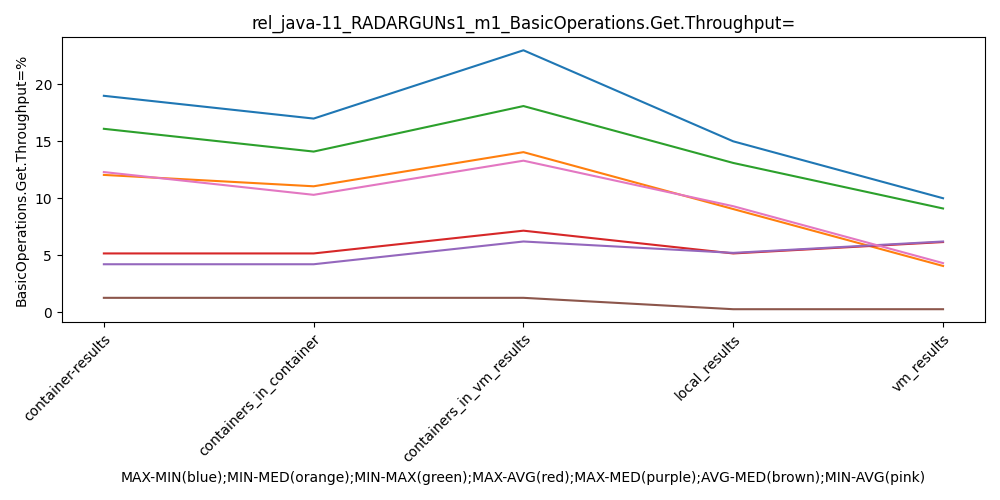 rel_java-11_RADARGUNs1_m1_BasicOperations.Get.Throughput=
BasicOperations.Get.Throughput=%
20
15
10
5
0
container-results
containers_in_container
containers_in_vm_results
local_results
vm_results
MAX-MIN(blue);MIN-MED(orange);MIN-MAX(green);MAX-AVG(red);MAX-MED(purple);AVG-MED(brown);MIN-AVG(pink)